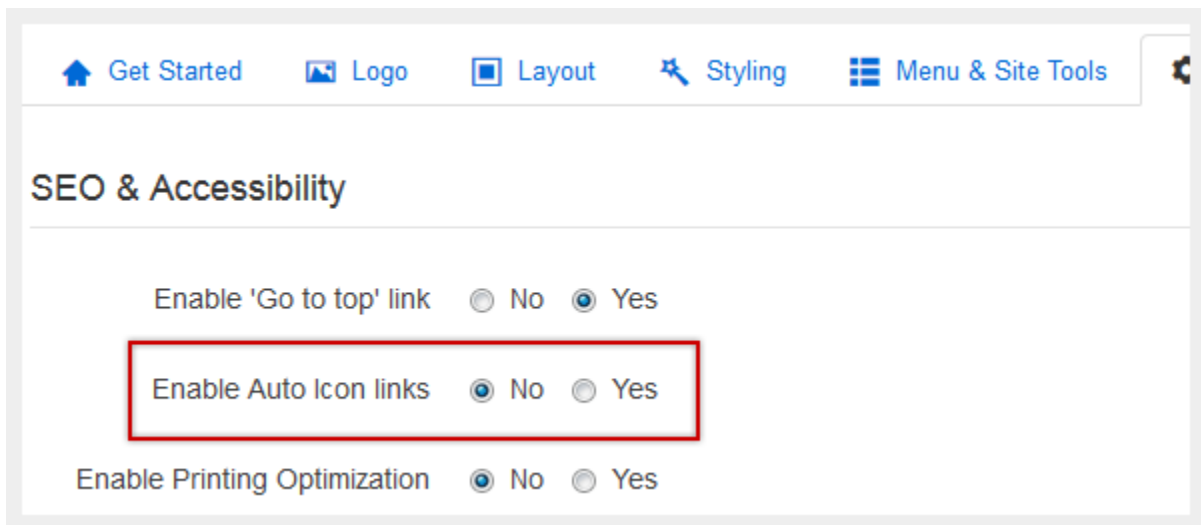 Get Started Logo Layout Styling Menu & Site Tools
SEO & Accessibility
Enable 'Go to top' link No Yes
Enable Auto Icon links No Yes
Enable Printing Optimization No Yes